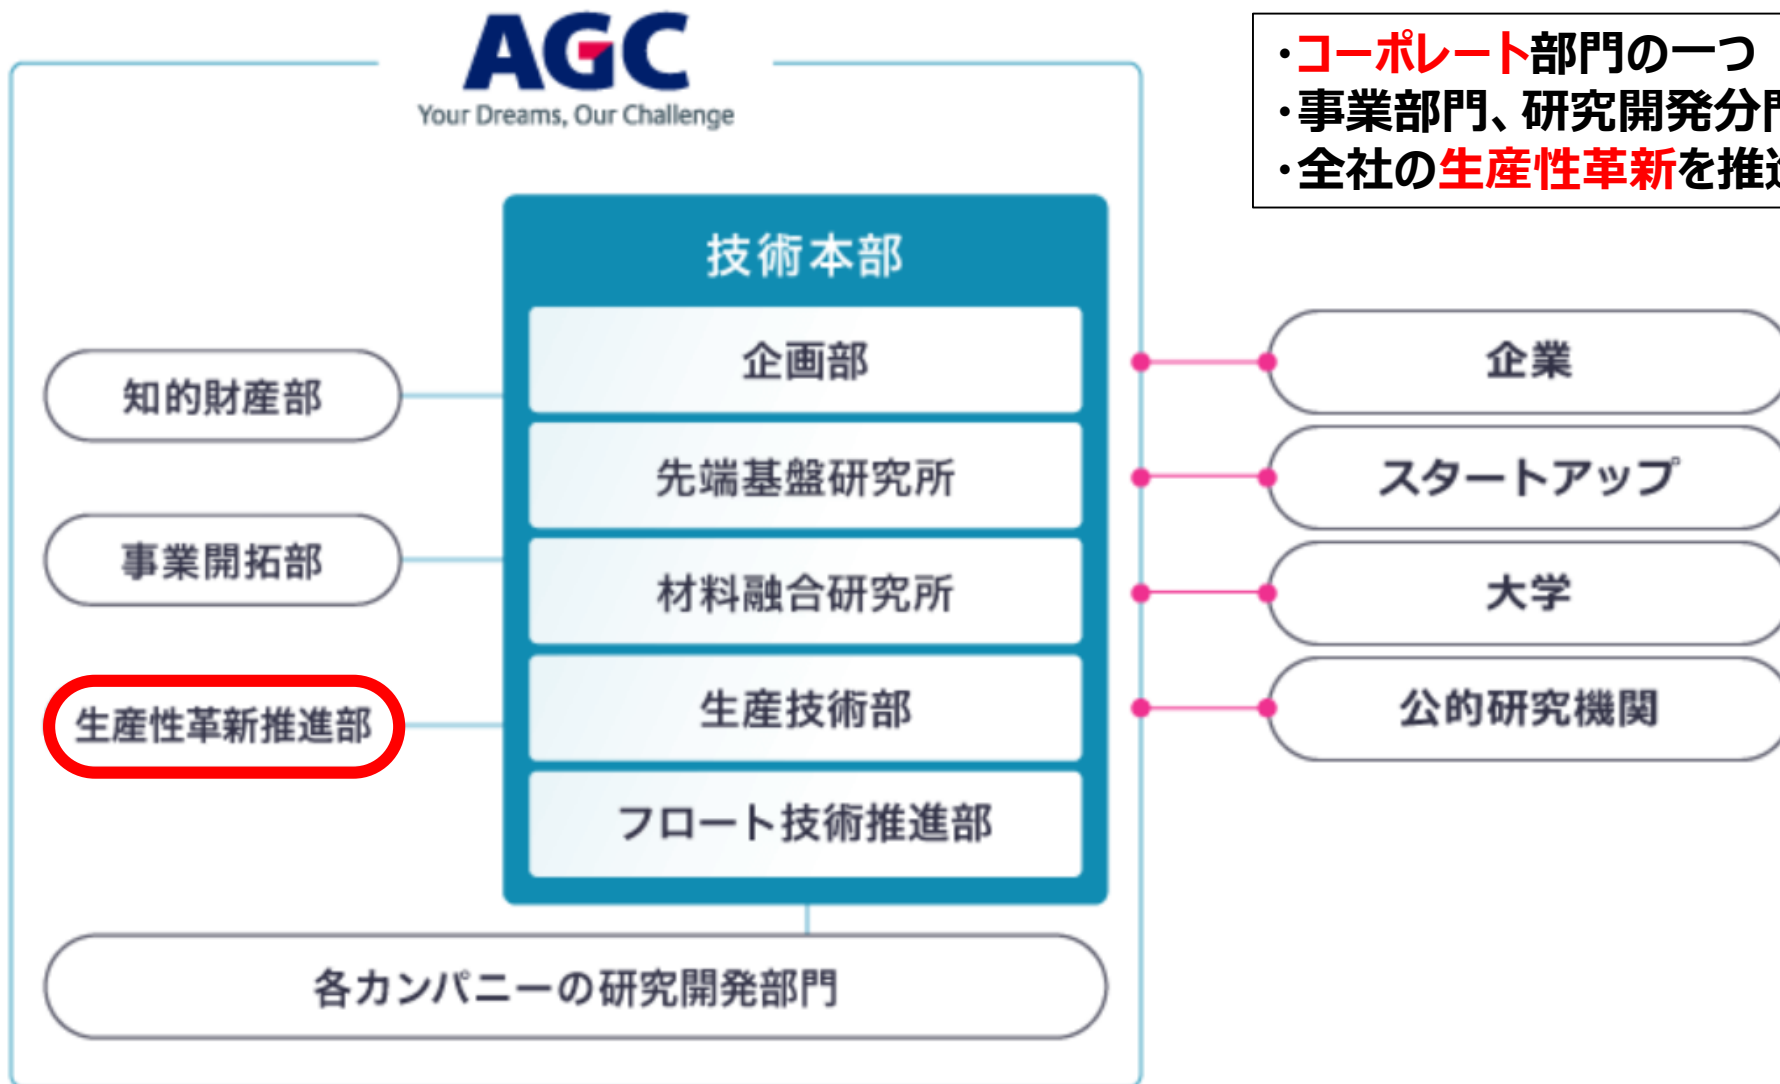 AGC
Your Dreams, Our Challenge
・コーポレート部門の一つ
・事業部門、研究開発分門
・全社の生産性革新を推進
技術本部
企画部
先端基盤研究所
材料融合研究所
生産技術部
フロート技術推進部
知的財産部
事業開拓部
生産性革新推進部
各カンパニーの研究開発部門
企業
スタートアップ
大学
公的研究機関